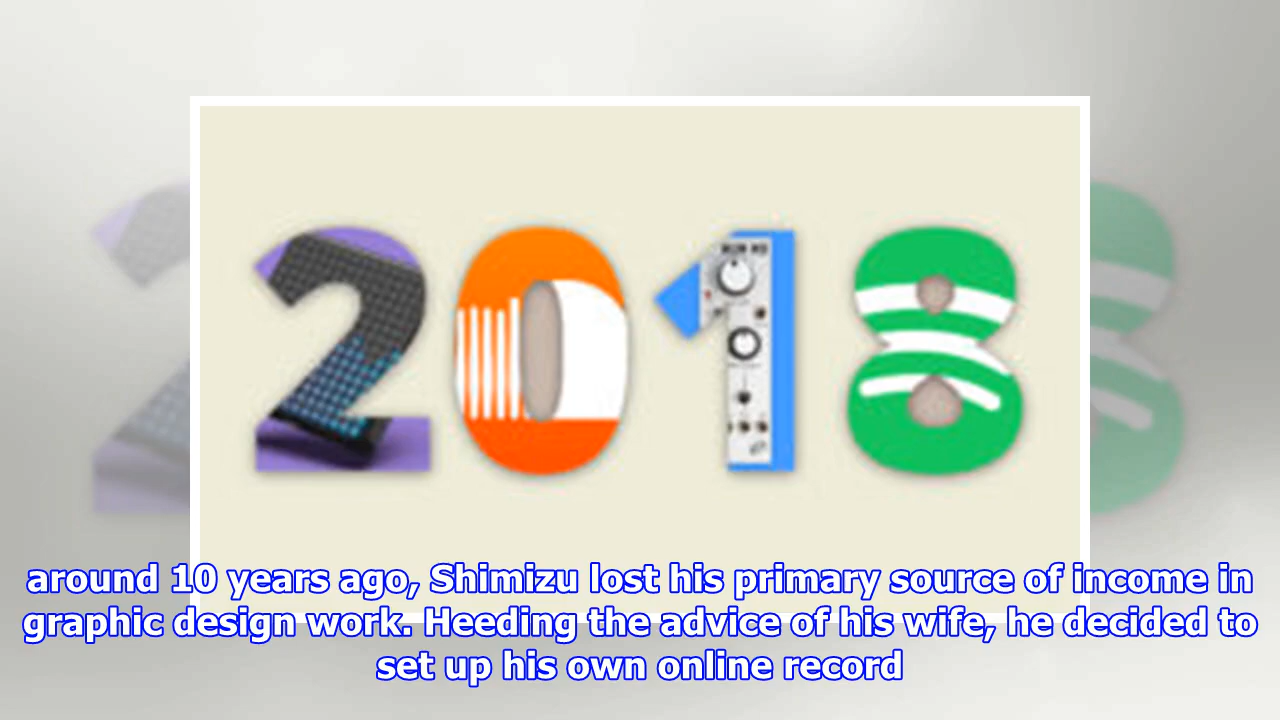 2018
around 10 years ago, Shimizu lost his primary source of income in
graphic design work. Heeding the advice of his wife, he decided to
set up his own online record